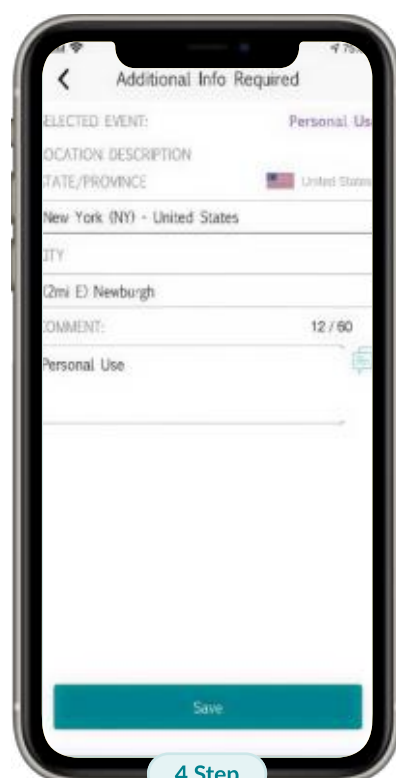 Additional Info Required
ELECTED EVENT: Personal Us
OCATION DESCRIPTION
TATE/PROVINCE United States
New York (NY) - United States
ITY
(2mi E) Newburgh
COMMENT: 12 / 60
Personal Use
Save
4 Step